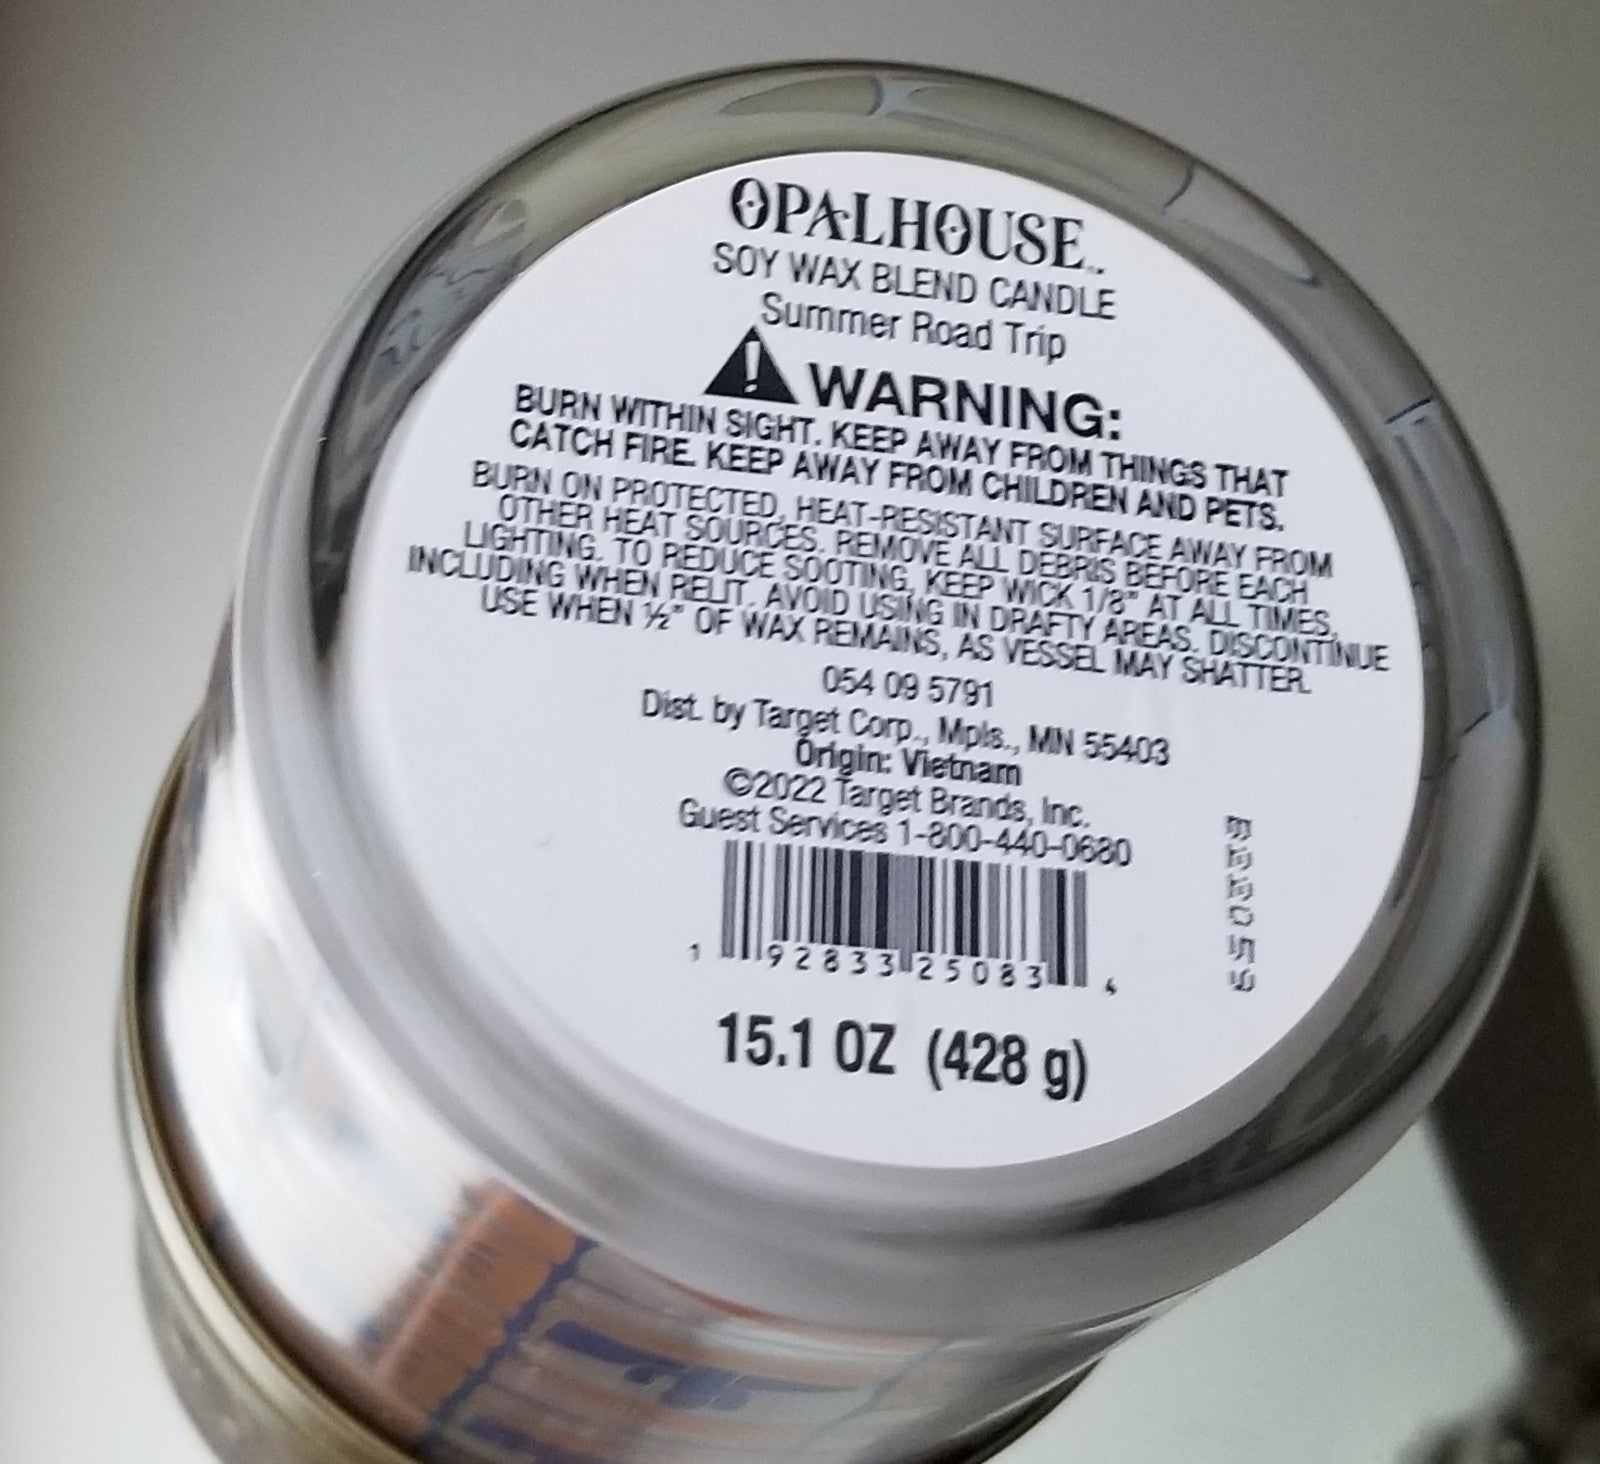 OPALHOUSE™
SOY WAX BLEND CANDLE
Summer Road Trip
WARNING:
BURN WITHIN SIGHT. KEEP AWAY FROM THINGS THAT
CATCH FIRE. KEEP AWAY FROM CHILDREN AND PETS.
BURN ON PROTECTED, HEAT-RESISTANT SURFACE AWAY FROM
OTHER HEAT SOURCES. REMOVE ALL DEBRIS BEFORE EACH
LIGHTING. TO REDUCE SOOTING, KEEP WICK 1/8" AT ALL TIMES,
INCLUDING WHEN RELIT. AVOID USING IN DRAFTY AREAS. DISCONTINUE
USE WHEN ½" OF WAX REMAINS, AS VESSEL MAY SHATTER.
054 09 5791
Dist. by Target Corp., Mpls., MN 55403
Origin: Vietnam
©2022 Target Brands, Inc.
Guest Services 1-800-440-0680
1 92833 25083 4
15.1 OZ (428 g)